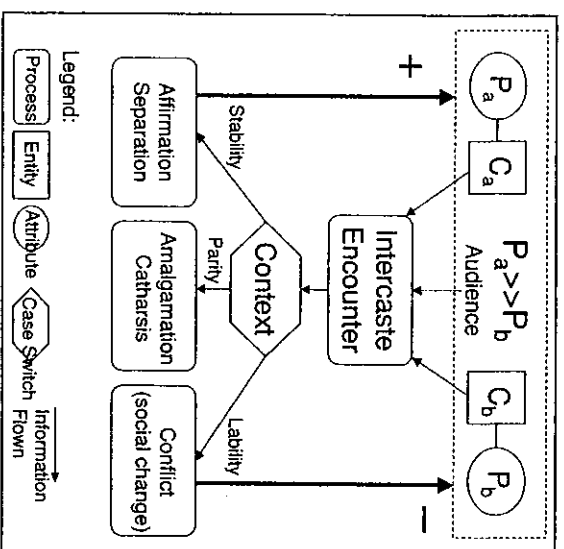 Pa
Ca
Pa>>Pb
Audience
Cb
Pb
Intercaste
Encounter
+
−
Context
Stability
Parity
Lability
Affirmation
Separation
Amalgamation
Catharsis
Conflict
(social change)
Legend:
Process
Entity
Attribute
Case Switch
Information
Flown